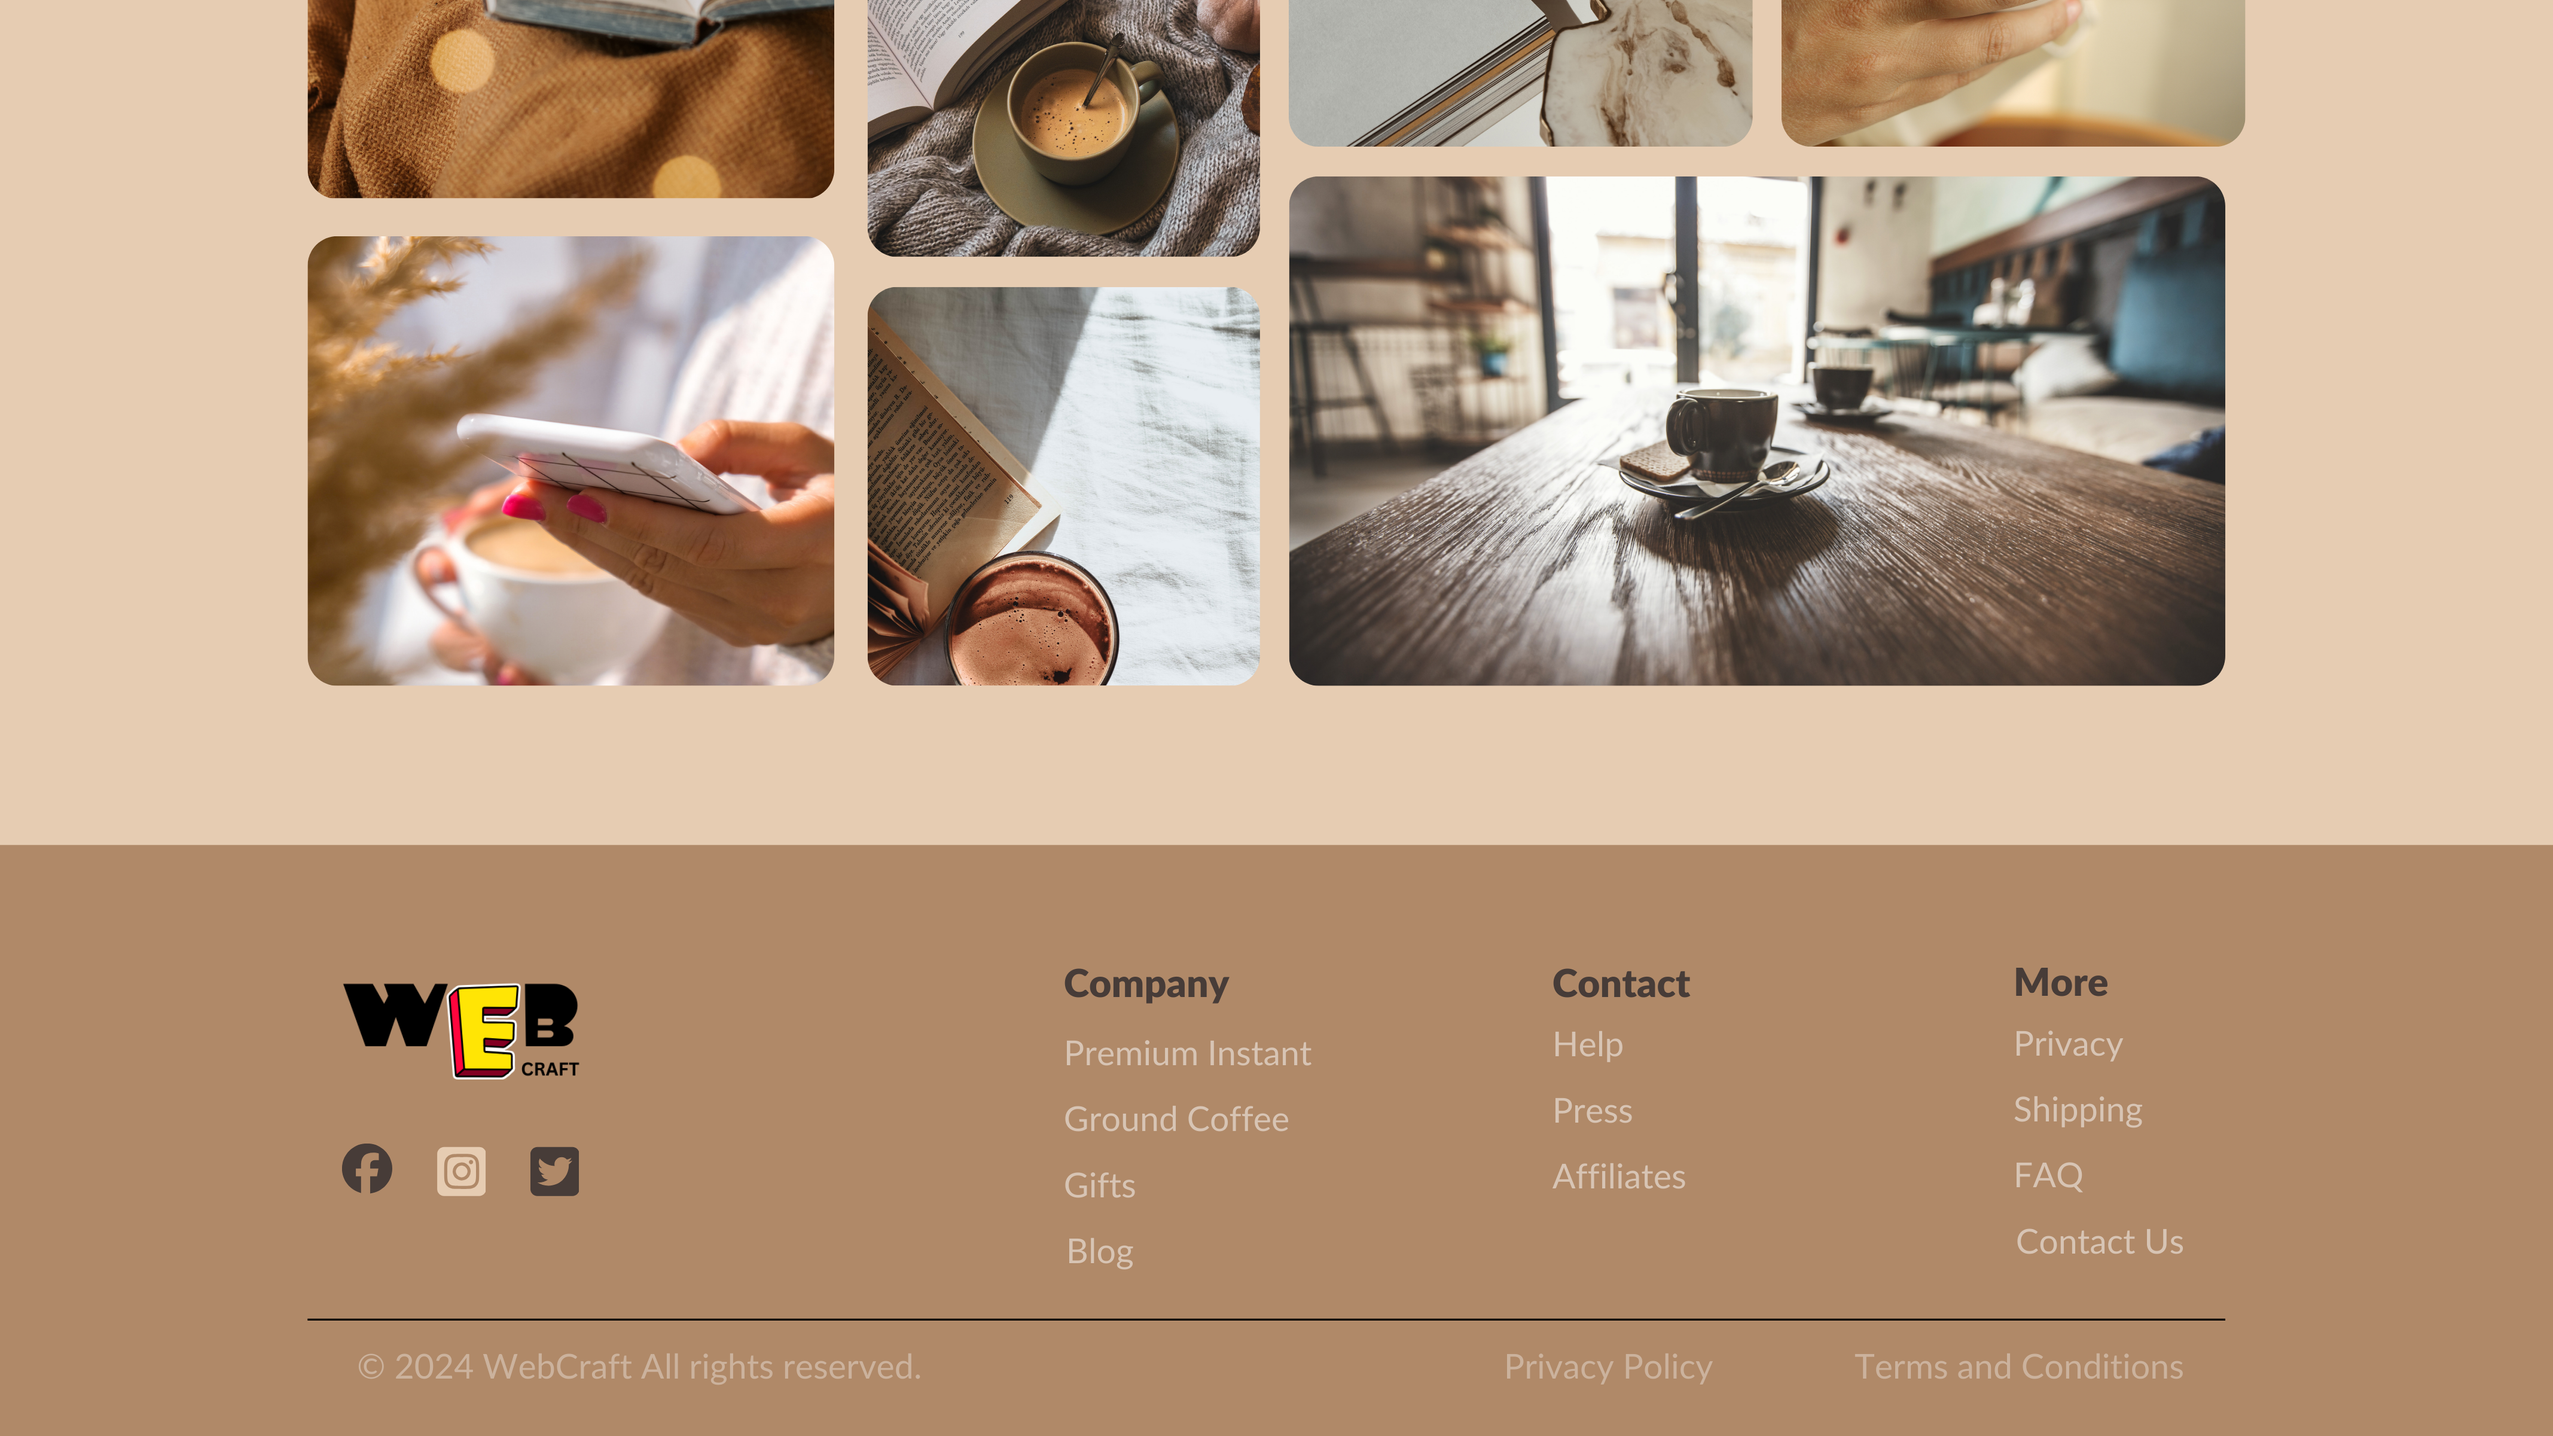 WEB
CRAFT
Company
Premium Instant
Ground Coffee
Gifts
Blog
Contact
Help
Press
Affiliates
More
Privacy
Shipping
FAQ
Contact Us
© 2024 WebCraft All rights reserved.
Privacy Policy
Terms and Conditions